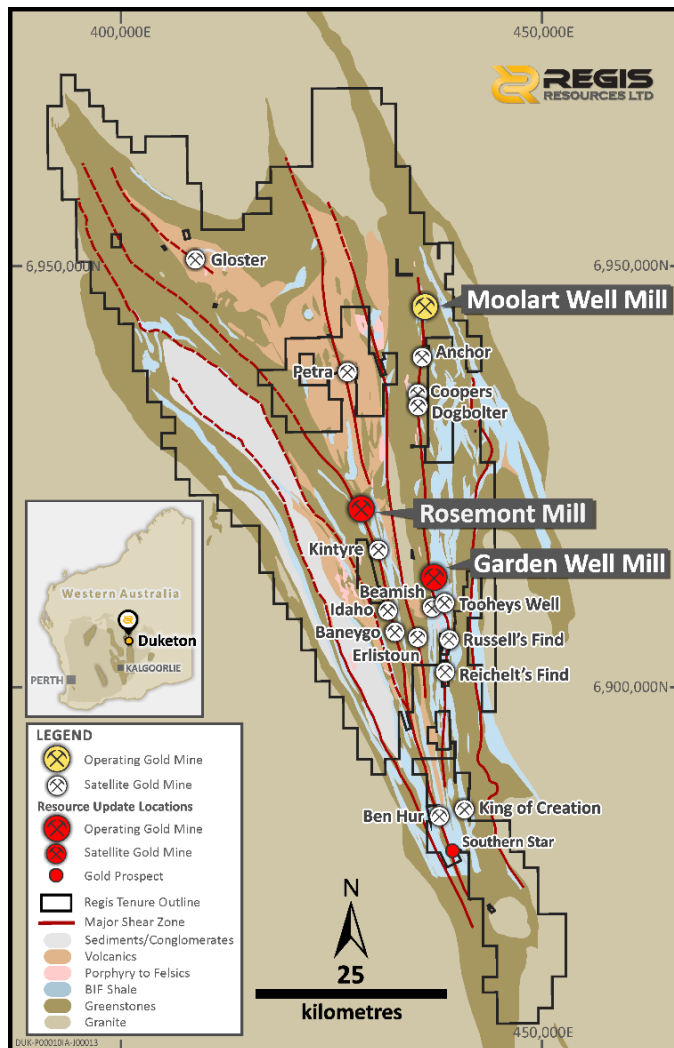 400,000E
450,000E
REGIS
RESOURCES LTD
Gloster
6,950,000N
6,950,000N
Moolart Well Mill
Anchor
Petra
Coopers
Dogbolter
Rosemont Mill
Kintyre
Garden Well Mill
Beamish
Idaho
Tooheys Well
Baneygo
Russell's Find
Erlistoun
Reichelt's Find
6,900,000N
Western Australia
Duketon
KALGOORLIE
PERTH
King of Creation
Ben Hur
Southern Star
LEGEND
Operating Gold Mine
Satellite Gold Mine
Resource Update Locations
Operating Gold Mine
Satellite Gold Mine
Gold Prospect
Regis Tenure Outline
Major Shear Zone
Sediments/Conglomerates
Volcanics
Porphyry to Felsics
BIF Shale
Greenstones
Granite
N
25
kilometres
DUK-P00010IA-J00013
450,000E